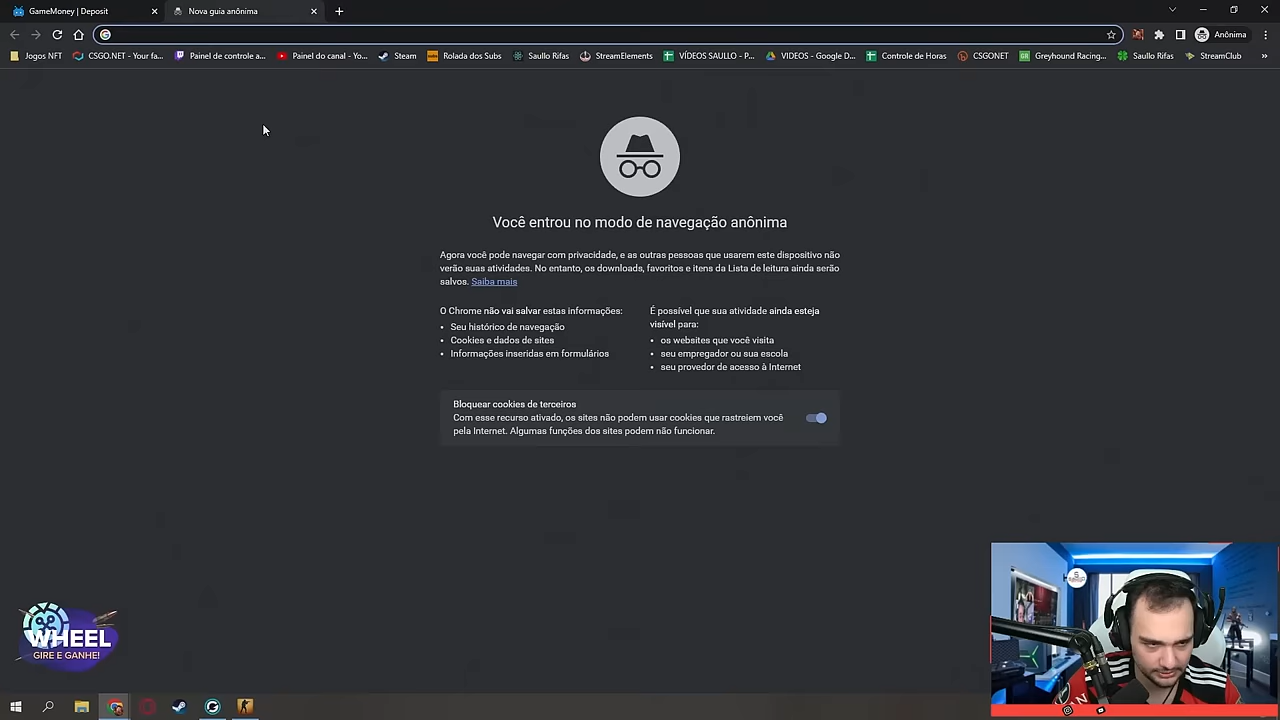 GameMoney | Deposit
Nova guia anônima
Anônima
Jogos NFT
CSGO.NET - Your fa...
Painel de controle a...
Painel do canal - Yo...
Steam
Rolada dos Subs
Saullo Rifas
StreamElements
VÍDEOS SAULLO - P...
VIDEOS - Google D...
Controle de Horas
CSGONET
Greyhound Racing...
Saullo Rifas
StreamClub
Você entrou no modo de navegação anônima
Agora você pode navegar com privacidade, e as outras pessoas que usarem este dispositivo não
verão suas atividades. No entanto, os downloads, favoritos e itens da Lista de leitura ainda serão
salvos. Saiba mais
O Chrome não vai salvar estas informações:
• Seu histórico de navegação
• Cookies e dados de sites
• Informações inseridas em formulários
É possível que sua atividade ainda esteja
visível para:
• os websites que você visita
• seu empregador ou sua escola
• seu provedor de acesso à Internet
Bloquear cookies de terceiros
Com esse recurso ativado, os sites não podem usar cookies que rastreiem você
pela Internet. Algumas funções dos sites podem não funcionar.
WHEEL
GIRE E GANHE!